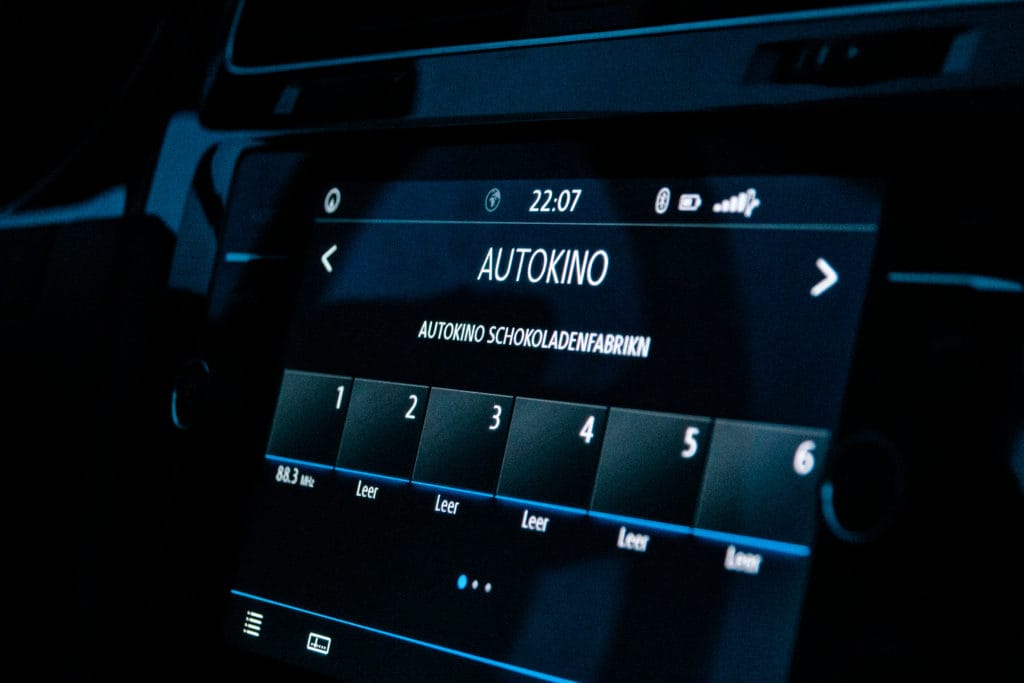 22:07
AUTOKINO
AUTOKINO SCHOKOLADENFABRIKN
1 2 3 4 5 6
88.3 MHz Leer Leer Leer Leer Leer